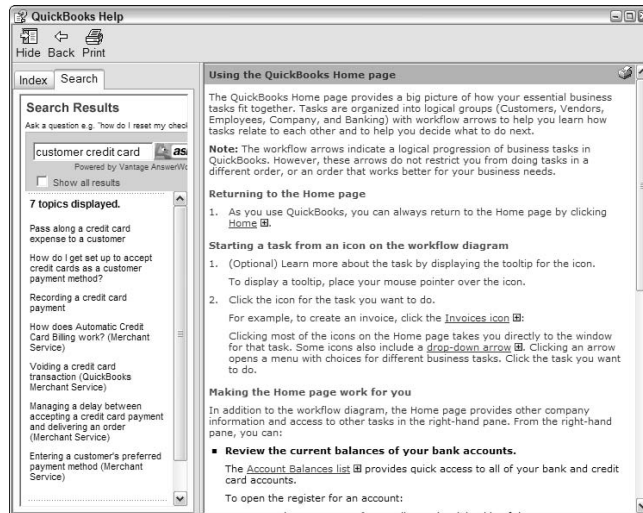 QuickBooks Help
Hide Back Print
Index Search
Search Results
Ask a question e.g. "how do I reset my check
customer credit card
Powered by Vantage
Show all results
7 topics displayed.
Pass along a credit card
expense to a customer
How do I get set up to accept
credit cards as a customer
payment method?
Recording a credit card
payment
How does Automatic Credit
Card Billing work? (Merchant
Service)
Voiding a credit card
transaction (QuickBooks
Merchant Service)
Managing a delay between
accepting a credit card payment
and delivering an order
(Merchant Service)
Entering a customer's preferred
payment method (Merchant
Service)
Using the QuickBooks Home page
The QuickBooks Home page provides a big picture of how your essential business
tasks fit together. Tasks are organized into logical groups (Customers, Vendors,
Employees, Company, and Banking) with workflow arrows to help you learn how
tasks relate to each other and to help you decide what to do next.
Note: The workflow arrows indicate a logical progression of business tasks in
QuickBooks. However, these arrows do not restrict you from doing tasks in a
different order, or an order that works better for your business needs.
Returning to the Home page
1. As you use QuickBooks, you can always return to the Home page by clicking
Home.
Starting a task from an icon on the workflow diagram
1. (Optional) Learn more about the task by displaying the tooltip for the icon.
To display a tooltip, place your mouse pointer over the icon.
2. Click the icon for the task you want to do.
For example, to create an invoice, click the Invoices icon:
Clicking most of the icons on the Home page takes you directly to the window
for that task. Some icons also include a drop-down arrow. Clicking an arrow
opens a menu with choices for different business tasks. Click the task you want
to do.
Making the Home page work for you
In addition to the workflow diagram, the Home page provides other company
information and access to other tasks in the right-hand pane. From the right-hand
pane, you can:
Review the current balances of your bank accounts.
The Account Balances list provides quick access to all of your bank and credit
card accounts.
To open the register for an account: